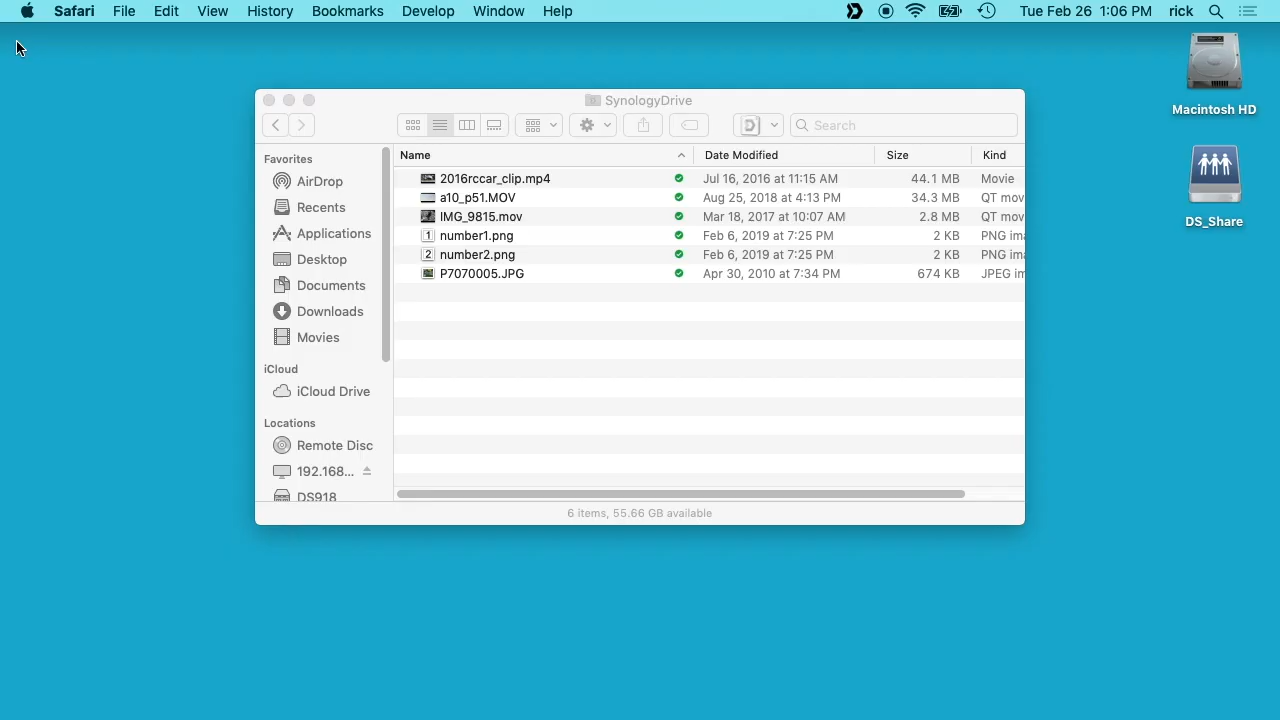 Safari File Edit View History Bookmarks Develop Window Help Tue Feb 26 1:06 PM rick
Macintosh HD
DS_Share
SynologyDrive
Search
Favorites
AirDrop
Recents
Applications
Desktop
Documents
Downloads
Movies
iCloud
iCloud Drive
Locations
Remote Disc
192.168...
DS918
Name Date Modified Size Kind
2016rccar_clip.mp4 Jul 16, 2016 at 11:15 AM 44.1 MB Movie
a10_p51.MOV Aug 25, 2018 at 4:13 PM 34.3 MB QT mov
IMG_9815.mov Mar 18, 2017 at 10:07 AM 2.8 MB QT mov
1 number1.png Feb 6, 2019 at 7:25 PM 2 KB PNG ima
2 number2.png Feb 6, 2019 at 7:25 PM 2 KB PNG ima
P7070005.JPG Apr 30, 2010 at 7:34 PM 674 KB JPEG im
6 items, 55.66 GB available